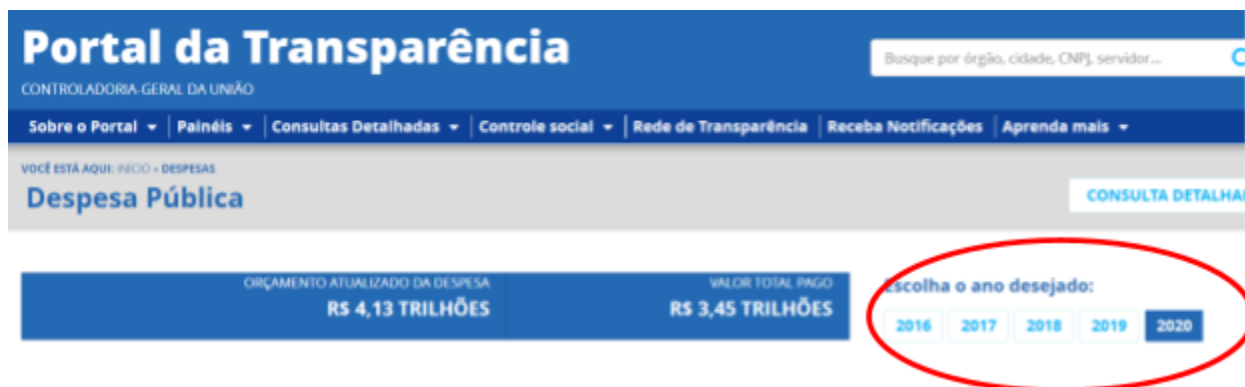 Portal da Transparência
Busque por órgão, cidade, CNPJ, servidor...
CONTROLADORIA-GERAL DA UNIÃO
Sobre o Portal Painéis Consultas Detalhadas Controle social Rede de Transparência Receba Notificações Aprenda mais
VOCÊ ESTÁ AQUI: INÍCIO » DESPESAS
Despesa Pública
CONSULTA DETALHA
ORÇAMENTO ATUALIZADO DA DESPESA
R$ 4,13 TRILHÕES
VALOR TOTAL PAGO
R$ 3,45 TRILHÕES
Escolha o ano desejado:
2016 2017 2018 2019 2020